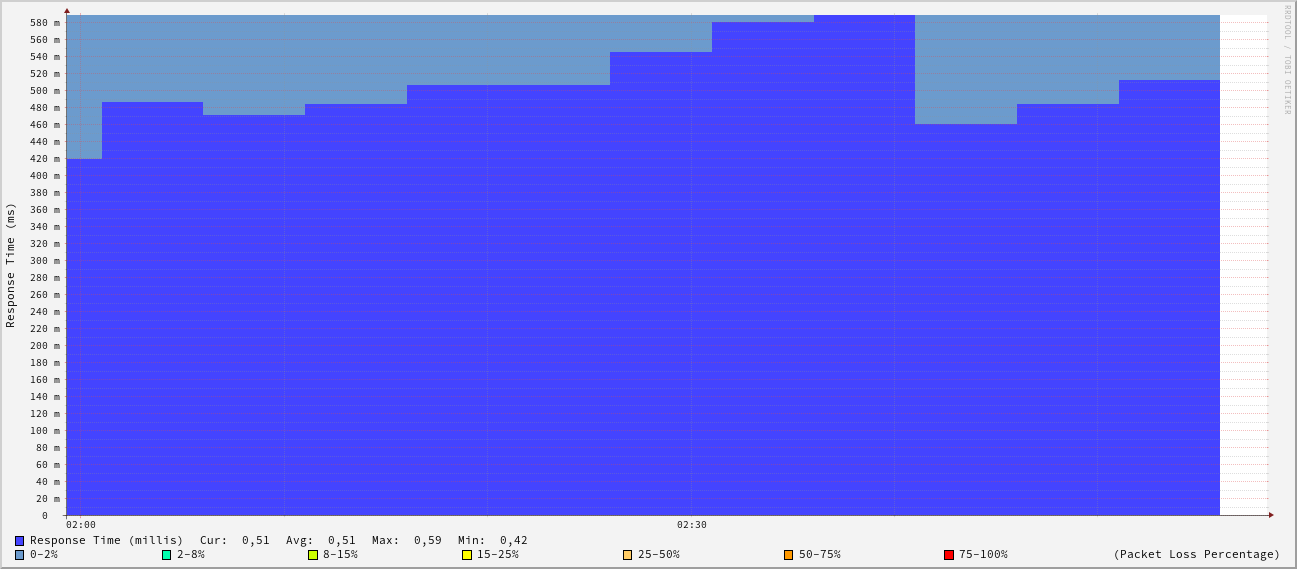 RRDTOOL / TOBI OETIKER
Response Time (ms)
580 m
560 m
540 m
520 m
500 m
480 m
460 m
440 m
420 m
400 m
380 m
360 m
340 m
320 m
300 m
280 m
260 m
240 m
220 m
200 m
180 m
160 m
140 m
120 m
100 m
80 m
60 m
40 m
20 m
0
02:00 02:30
Response Time (millis) Cur: 0,51 Avg: 0,51 Max: 0,59 Min: 0,42
0-2% 2-8% 8-15% 15-25% 25-50% 50-75% 75-100% (Packet Loss Percentage)